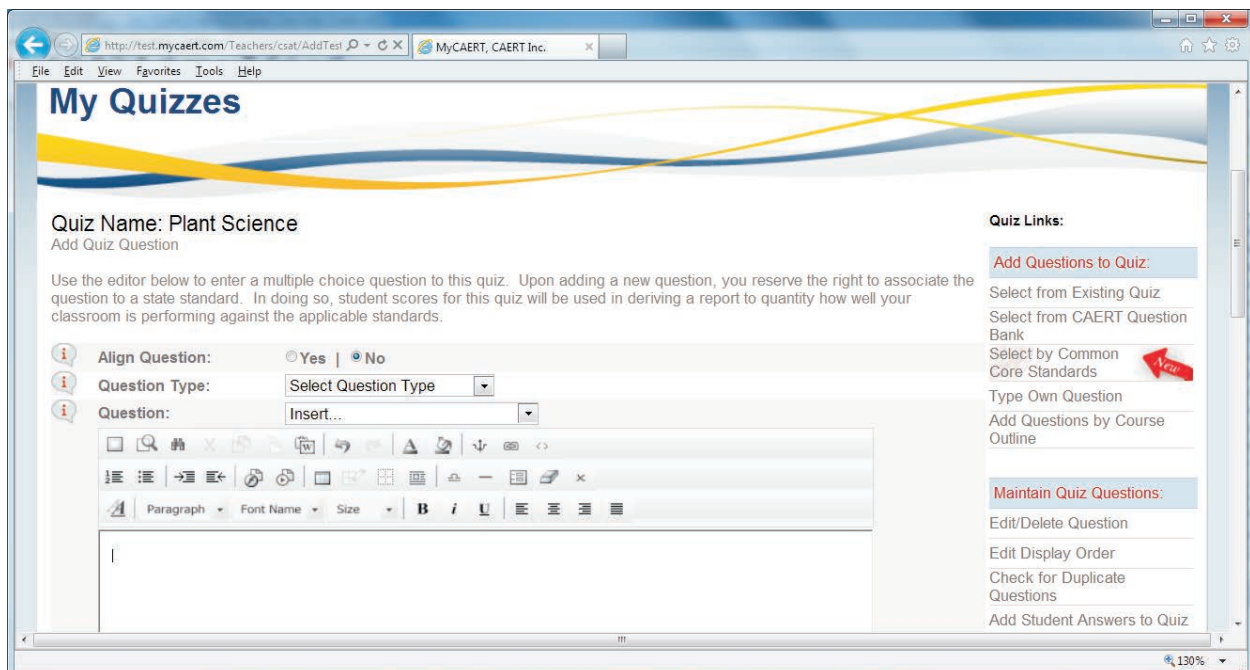 http://test.mycaert.com/Teachers/csat/AddTest
MyCAERT, CAERT Inc.
File Edit View Favorites Tools Help
My Quizzes
Quiz Name: Plant Science
Add Quiz Question
Use the editor below to enter a multiple choice question to this quiz. Upon adding a new question, you reserve the right to associate the
question to a state standard. In doing so, student scores for this quiz will be used in deriving a report to quantity how well your
classroom is performing against the applicable standards.
Align Question: Yes | No
Question Type: Select Question Type
Question: Insert...
Paragraph Font Name Size B i U
Quiz Links:
Add Questions to Quiz:
Select from Existing Quiz
Select from CAERT Question
Bank
Select by Common
Core Standards
New
Type Own Question
Add Questions by Course
Outline
Maintain Quiz Questions:
Edit/Delete Question
Edit Display Order
Check for Duplicate
Questions
Add Student Answers to Quiz
130%